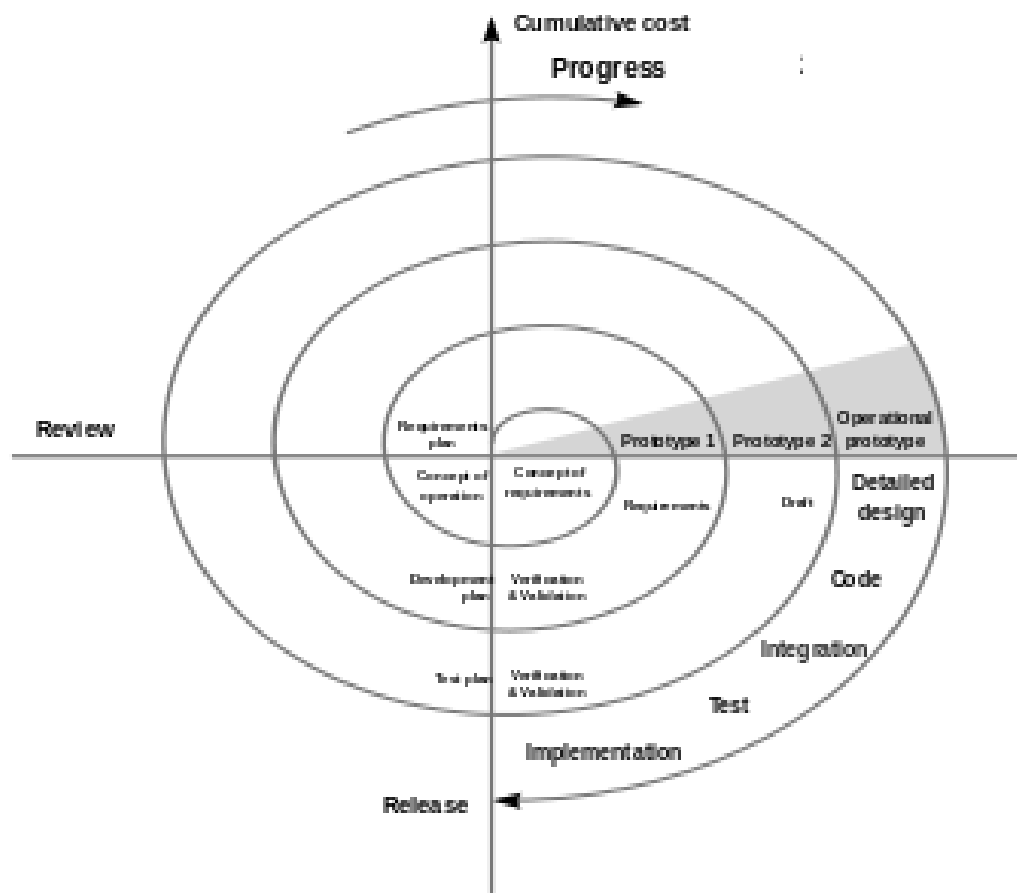 Cumulative cost
Progress
:
Review
Requirements
plan
Prototype 1
Prototype 2
Operational
prototype
Concept of
operation
Concept of
requirements
Requirements
Draft
Detailed
design
Code
Development
plan
Verification
& Validation
Integration
Test plan
Verification
& Validation
Test
Implementation
Release